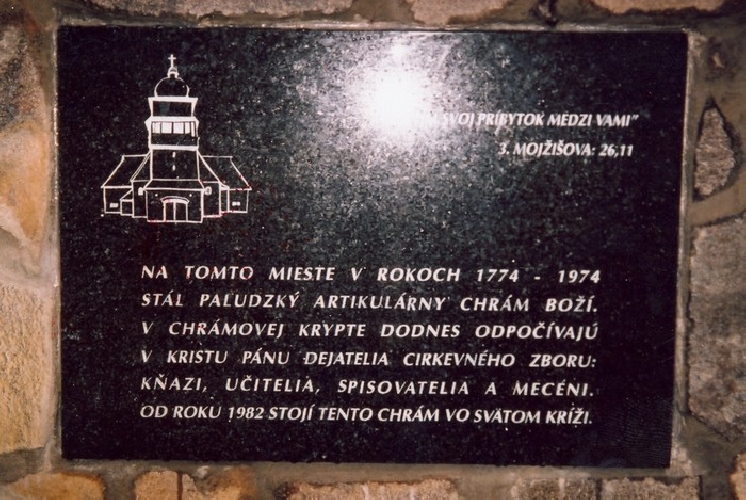 SVOJ PRÍBYTOK MEDZI VAMI"
3. MOJŽIŠOVA: 26,11
NA TOMTO MIESTE V ROKOCH 1774 - 1974
STÁL PALUDZKÝ ARTIKULÁRNY CHRÁM BOŽÍ.
V CHRÁMOVEJ KRYPTE DODNES ODPOČÍVAJÚ
V KRISTU PÁNU DEJATELIA CIRKEVNÉHO ZBORU:
KŇAZI, UČITELIA, SPISOVATELIA A MECÉNI.
OD ROKU 1982 STOJÍ TENTO CHRÁM VO SVÄTOM KRÍŽI.